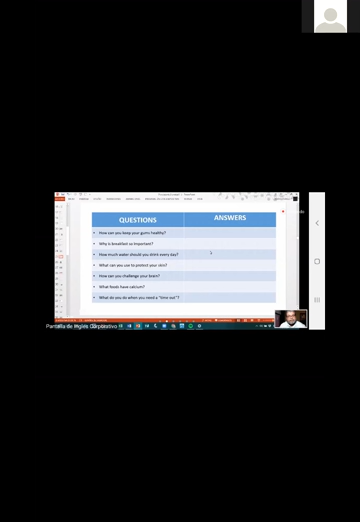 QUESTIONS
ANSWERS
How can you keep your gums healthy?
Why is breakfast so important?
How much water should you drink every day?
What can you use to protect your skin?
How can you challenge your brain?
What foods have calcium?
What do you do when you need a "time out"?
Pantalla de Inglés Corporativo